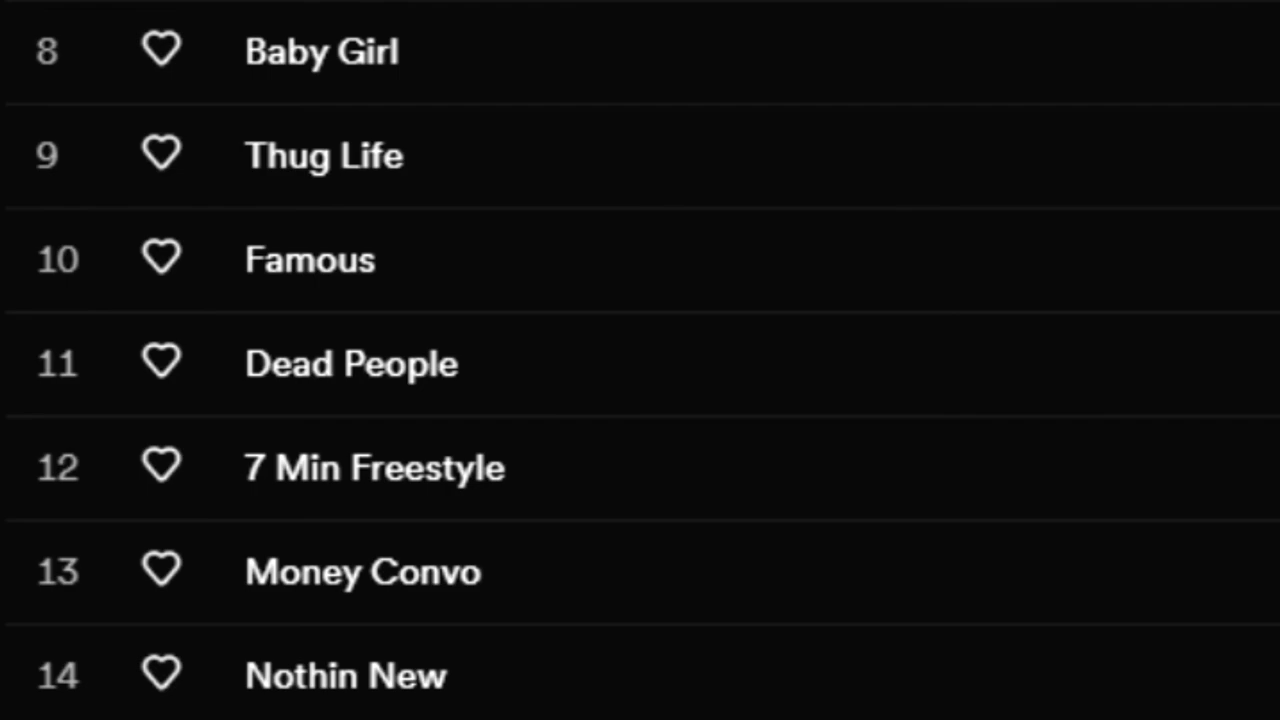 8 Baby Girl
9 Thug Life
10 Famous
11 Dead People
12 7 Min Freestyle
13 Money Convo
14 Nothin New